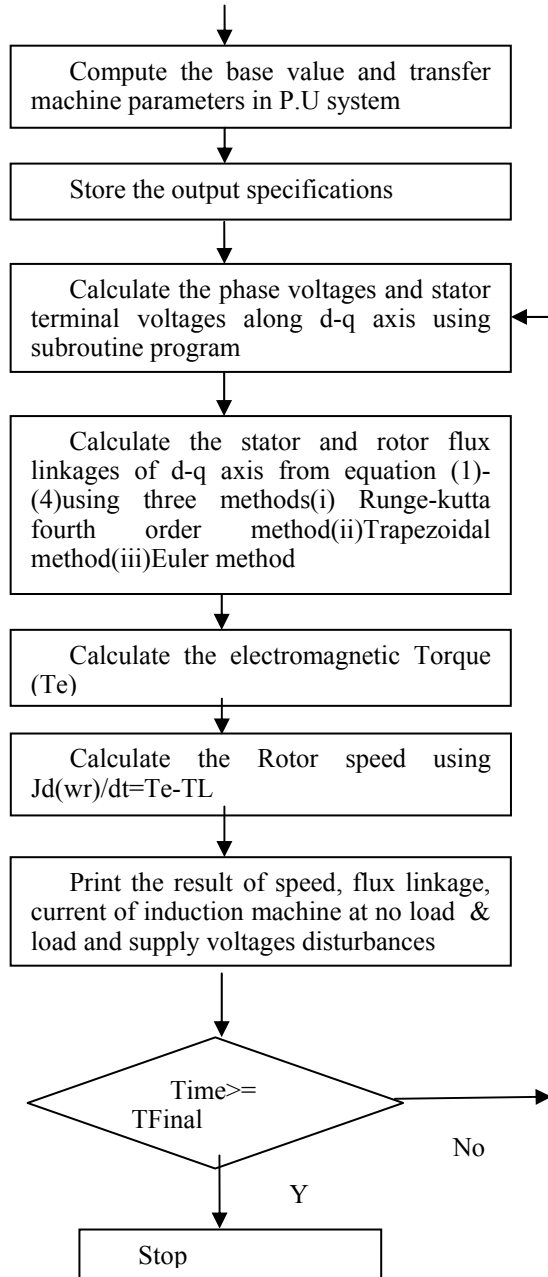 Compute the base value and transfer
machine parameters in P.U system
Store the output specifications
Calculate the phase voltages and stator
terminal voltages along d-q axis using
subroutine program
Calculate the stator and rotor flux
linkages of d-q axis from equation (1)-
(4)using three methods(i) Runge-kutta
fourth order method(ii)Trapezoidal
method(iii)Euler method
Calculate the electromagnetic Torque
(Te)
Calculate the Rotor speed using
Jd(wr)/dt=Te-TL
Print the result of speed, flux linkage,
current of induction machine at no load & 
load and supply voltages disturbances
Time>=
TFinal
No
Y
Stop